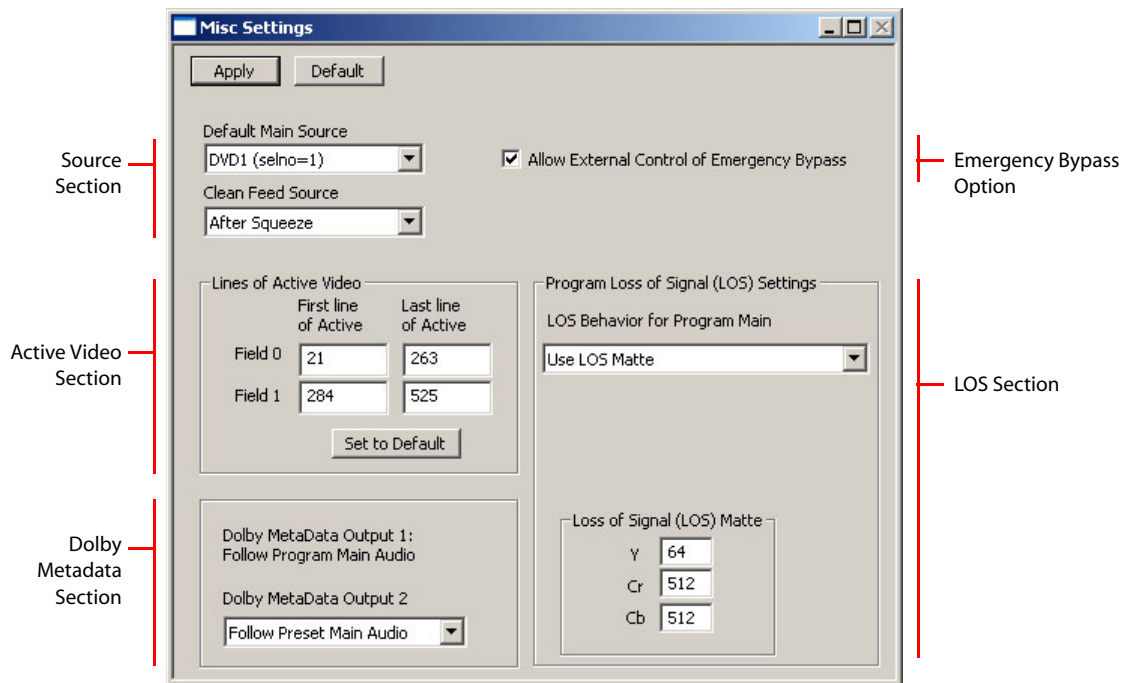 Misc Settings
Apply
Default
Default Main Source
DVD1 (selno=1)
Allow External Control of Emergency Bypass
Clean Feed Source
After Squeeze
Source
Section
Emergency Bypass
Option
Lines of Active Video
First line
of Active
Last line
of Active
Field 0
21
263
Field 1
284
525
Set to Default
Active Video
Section
Program Loss of Signal (LOS) Settings
LOS Behavior for Program Main
Use LOS Matte
LOS Section
Dolby MetaData Output 1:
Follow Program Main Audio
Dolby MetaData Output 2
Follow Preset Main Audio
Dolby
Metadata
Section
Loss of Signal (LOS) Matte
Y
64
Cr
512
Cb
512